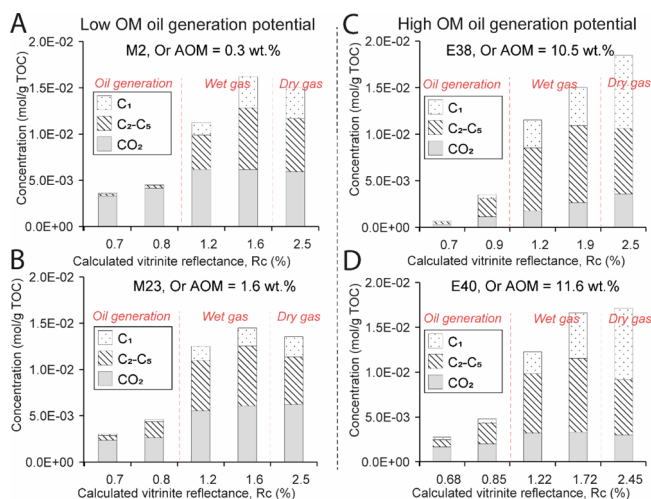 A
Low OM oil generation potential
M2, Or AOM = 0.3 wt.%
Oil generation
Wet gas
Dry gas
C₁
C₂-C₅
CO₂
Concentration (mol/g TOC)
2.0E-02
1.5E-02
1.0E-02
5.0E-03
0.0E+00
0.7 0.8 1.2 1.6 2.5
Calculated vitrinite reflectance, Rc (%)
B
M23, Or AOM = 1.6 wt.%
Oil generation
Wet gas
Dry gas
C₁
C₂-C₅
CO₂
Concentration (mol/g TOC)
2.0E-02
1.5E-02
1.0E-02
5.0E-03
0.0E+00
0.7 0.8 1.2 1.6 2.5
Calculated vitrinite reflectance, Rc (%)
C
High OM oil generation potential
E38, Or AOM = 10.5 wt.%
Oil generation
Wet gas
Dry gas
C₁
C₂-C₅
CO₂
Concentration (mol/g TOC)
2.0E-02
1.5E-02
1.0E-02
5.0E-03
0.0E+00
0.7 0.9 1.2 1.9 2.5
Calculated vitrinite reflectance, Rc (%)
D
E40, Or AOM = 11.6 wt.%
Oil generation
Wet gas
Dry gas
C₁
C₂-C₅
CO₂
Concentration (mol/g TOC)
2.0E-02
1.5E-02
1.0E-02
5.0E-03
0.0E+00
0.68 0.85 1.22 1.72 2.45
Calculated vitrinite reflectance, Rc (%)